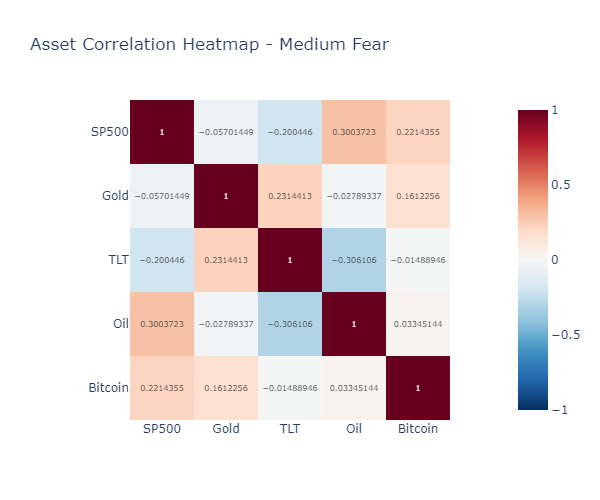 Asset Correlation Heatmap - Medium Fear
SP500 1 −0.05701449 −0.200446 0.3003723 0.2214355
Gold −0.05701449 1 0.2314413 −0.02789337 0.1612256
TLT −0.200446 0.2314413 1 −0.306106 −0.01488946
Oil 0.3003723 −0.02789337 −0.306106 1 0.03345144
Bitcoin 0.2214355 0.1612256 −0.01488946 0.03345144 1
SP500 Gold TLT Oil Bitcoin
1
0.5
0
−0.5
−1